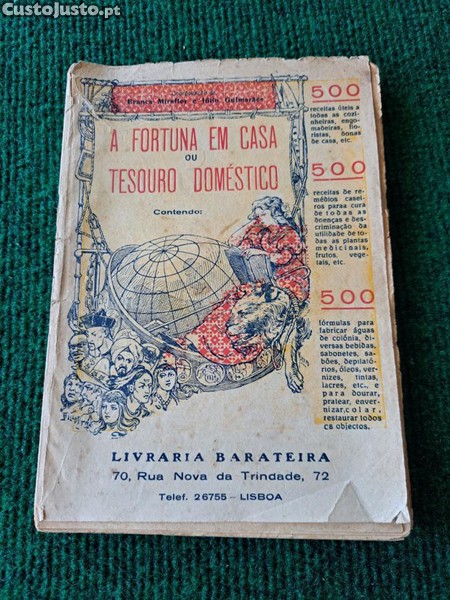 CustoJusto.pt
Branca Miraflor e Júlio Guimarães
A FORTUNA EM CASA
OU
TESOURO DOMÉSTICO
Contendo:
500
receitas úteis a
todas as cozi-
nheiras, engo-
madeiras, flo-
ristas, donas
de casa, etc.
500
receitas de re-
médios casei-
ros para a cura
de todas as
doenças e des-
criminação da
utilidade de to-
das as plantas
medicinais,
frutos, vege-
tais, etc.
500
fórmulas para
fabricar águas
de colónia, di-
versas bebidas,
sabonetes, sa-
bões, depilató-
rios, óleos, ver-
nizes, tintas,
lacres, etc., e
para dourar,
pratear, enver-
nizar, colar,
restaurar todos
os objectos.
LIVRARIA BARATEIRA
70, Rua Nova da Trindade, 72
Telef. 26755 — LISBOA